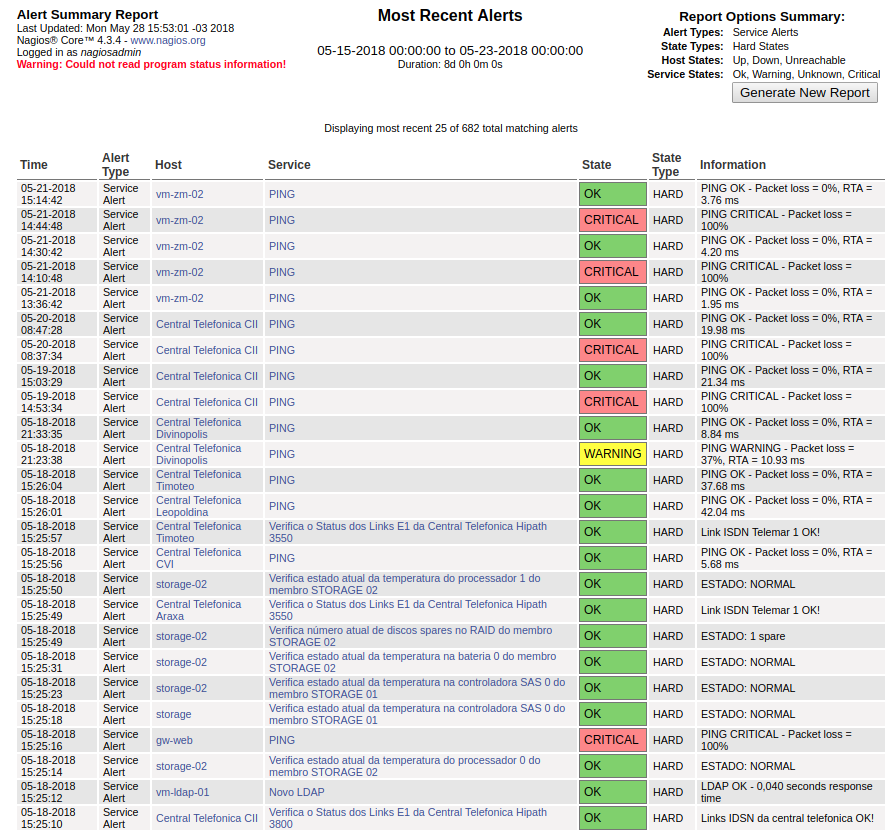 Alert Summary Report
Last Updated: Mon May 28 15:53:01 -03 2018
Nagios® Core™ 4.3.4 - www.nagios.org
Logged in as nagiosadmin
Warning: Could not read program status information!
Most Recent Alerts
05-15-2018 00:00:00 to 05-23-2018 00:00:00
Duration: 8d 0h 0m 0s
Report Options Summary:
Alert Types: Service Alerts
State Types: Hard States
Host States: Up, Down, Unreachable
Service States: Ok, Warning, Unknown, Critical
Generate New Report
Displaying most recent 25 of 682 total matching alerts
Time Alert Type Host Service State State Type Information
05-21-2018 15:14:42 Service Alert vm-zm-02 PING OK HARD PING OK - Packet loss = 0%, RTA = 3.76 ms
05-21-2018 14:44:48 Service Alert vm-zm-02 PING CRITICAL HARD PING CRITICAL - Packet loss = 100%
05-21-2018 14:30:42 Service Alert vm-zm-02 PING OK HARD PING OK - Packet loss = 0%, RTA = 4.20 ms
05-21-2018 14:10:48 Service Alert vm-zm-02 PING CRITICAL HARD PING CRITICAL - Packet loss = 100%
05-21-2018 13:36:42 Service Alert vm-zm-02 PING OK HARD PING OK - Packet loss = 0%, RTA = 1.95 ms
05-20-2018 08:47:28 Service Alert Central Telefonica CII PING OK HARD PING OK - Packet loss = 0%, RTA = 19.98 ms
05-20-2018 08:37:34 Service Alert Central Telefonica CII PING CRITICAL HARD PING CRITICAL - Packet loss = 100%
05-19-2018 15:03:29 Service Alert Central Telefonica CII PING OK HARD PING OK - Packet loss = 0%, RTA = 21.34 ms
05-19-2018 14:53:34 Service Alert Central Telefonica CII PING CRITICAL HARD PING CRITICAL - Packet loss = 100%
05-18-2018 21:33:35 Service Alert Central Telefonica Divinopolis PING OK HARD PING OK - Packet loss = 0%, RTA = 8.84 ms
05-18-2018 21:23:38 Service Alert Central Telefonica Divinopolis PING WARNING HARD PING WARNING - Packet loss = 37%, RTA = 10.93 ms
05-18-2018 15:26:04 Service Alert Central Telefonica Timoteo PING OK HARD PING OK - Packet loss = 0%, RTA = 37.68 ms
05-18-2018 15:26:01 Service Alert Central Telefonica Leopoldina PING OK HARD PING OK - Packet loss = 0%, RTA = 42.04 ms
05-18-2018 15:25:57 Service Alert Central Telefonica Timoteo Verifica o Status dos Links E1 da Central Telefonica Hipath 3550 OK HARD Link ISDN Telemar 1 OK!
05-18-2018 15:25:56 Service Alert Central Telefonica CVI PING OK HARD PING OK - Packet loss = 0%, RTA = 5.68 ms
05-18-2018 15:25:50 Service Alert storage-02 Verifica estado atual da temperatura do processador 1 do membro STORAGE 02 OK HARD ESTADO: NORMAL
05-18-2018 15:25:49 Service Alert Central Telefonica Araxa Verifica o Status dos Links E1 da Central Telefonica Hipath 3550 OK HARD Link ISDN Telemar 1 OK!
05-18-2018 15:25:49 Service Alert storage-02 Verifica número atual de discos spares no RAID do membro STORAGE 02 OK HARD ESTADO: 1 spare
05-18-2018 15:25:31 Service Alert storage-02 Verifica estado atual da temperatura na bateria 0 do membro STORAGE 02 OK HARD ESTADO: NORMAL
05-18-2018 15:25:23 Service Alert storage-02 Verifica estado atual da temperatura na controladora SAS 0 do membro STORAGE 01 OK HARD ESTADO: NORMAL
05-18-2018 15:25:18 Service Alert storage Verifica estado atual da temperatura na controladora SAS 0 do membro STORAGE 01 OK HARD ESTADO: NORMAL
05-18-2018 15:25:16 Service Alert gw-web PING CRITICAL HARD PING CRITICAL - Packet loss = 100%
05-18-2018 15:25:14 Service Alert storage-02 Verifica estado atual da temperatura do processador 0 do membro STORAGE 02 OK HARD ESTADO: NORMAL
05-18-2018 15:25:12 Service Alert vm-ldap-01 Novo LDAP OK HARD LDAP OK - 0,040 seconds response time
05-18-2018 15:25:10 Service Alert Central Telefonica CII Verifica o Status dos Links E1 da Central Telefonica Hipath 3800 OK HARD Links IDSN da central telefonica OK!